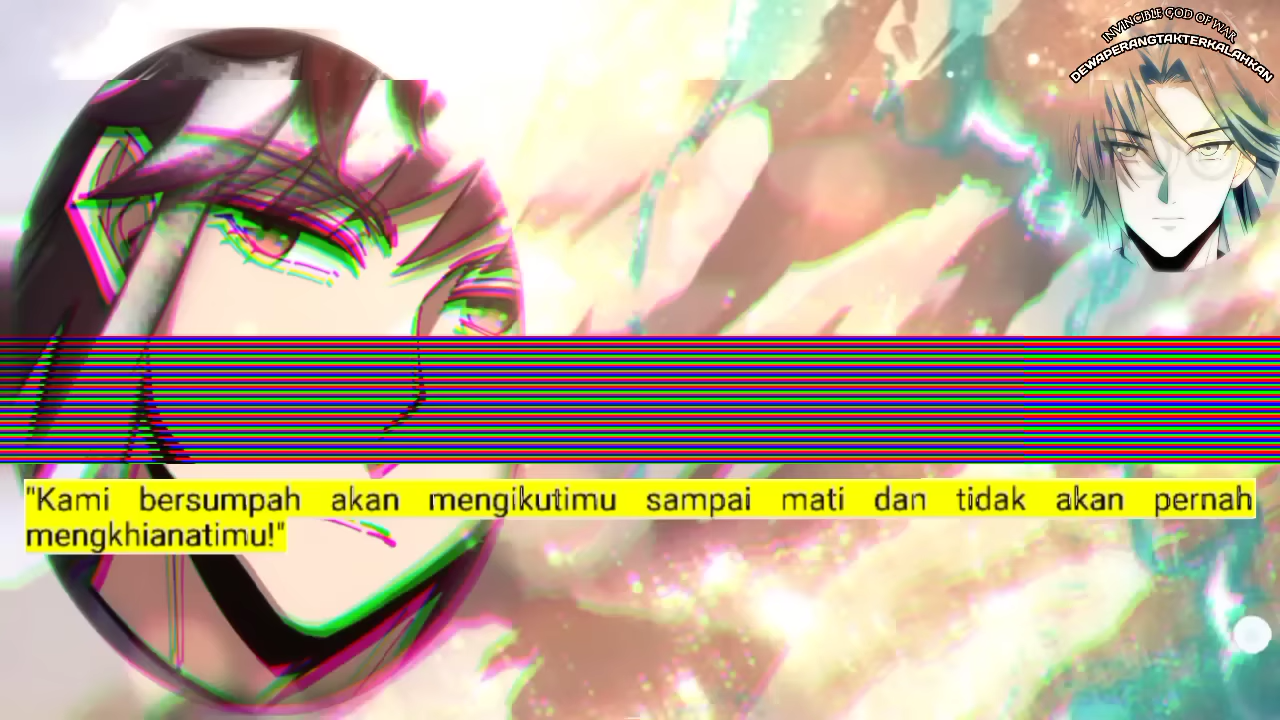 INVINCIBLE GOD OF WAR
DEWAPERANGTAKTERKALAHKAN
"Kami bersumpah akan mengikutimu sampai mati dan tidak akan pernah
mengkhianatimu!"